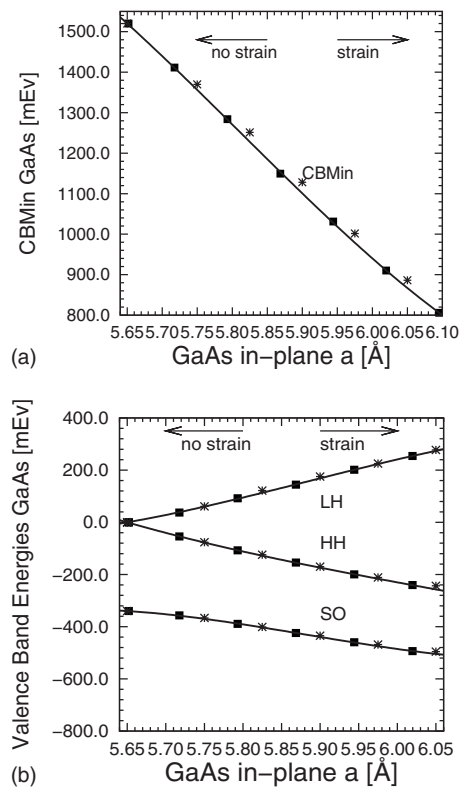 1500.0
1400.0
1300.0
1200.0
1100.0
1000.0
900.0
800.0
CBMin GaAs [mEv]
no strain
strain
CBMin
5.65 5.70 5.75 5.80 5.85 5.90 5.95 6.00 6.05 6.10
(a) GaAs in-plane a [Å]
400.0
200.0
0.0
−200.0
−400.0
−600.0
−800.0
Valence Band Energies GaAs [mEv]
no strain
strain
LH
HH
SO
5.65 5.70 5.75 5.80 5.85 5.90 5.95 6.00 6.05
(b) GaAs in-plane a [Å]